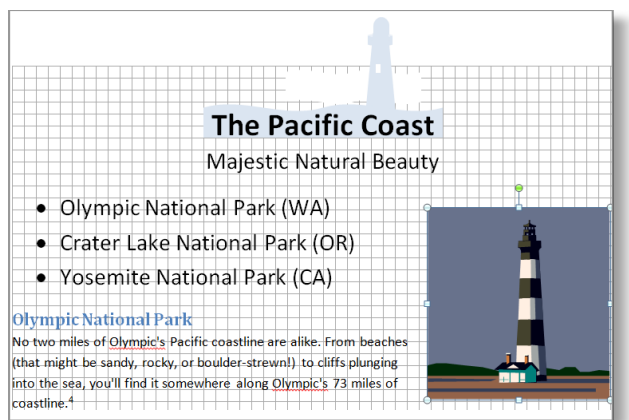 The Pacific Coast
Majestic Natural Beauty
• Olympic National Park (WA)
• Crater Lake National Park (OR)
• Yosemite National Park (CA)
Olympic National Park
No two miles of Olympic's Pacific coastline are alike. From beaches
(that might be sandy, rocky, or boulder-strewn!) to cliffs plunging
into the sea, you'll find it somewhere along Olympic's 73 miles of
coastline.⁴